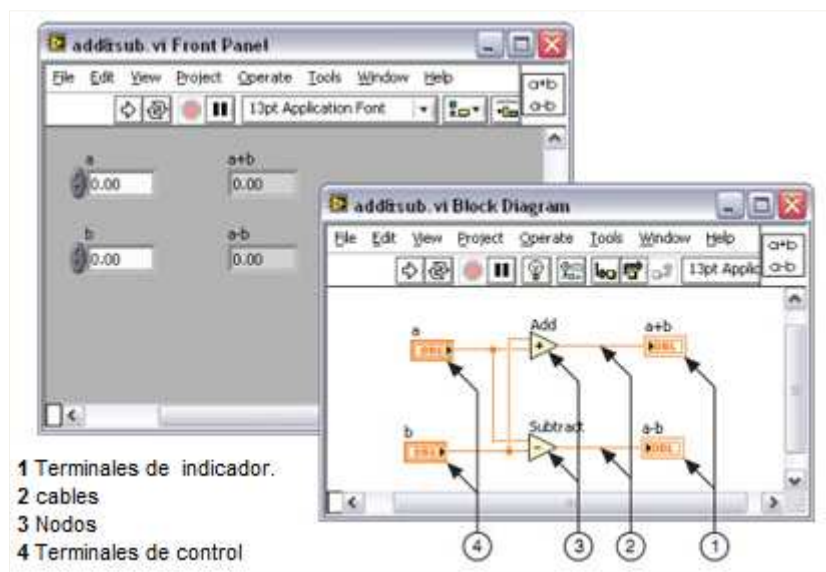 add&sub.vi Front Panel
File Edit View Project Operate Tools Window Help
a+b
a-b
13pt Application Font
a
0.00
a+b
0.00
b
0.00
a-b
0.00
add&sub.vi Block Diagram
File Edit View Project Operate Tools Window Help
a+b
a-b
13pt Applic
a
DBL
Add
+
a+b
DBL
b
DBL
Subtract
-
a-b
DBL
1 Terminales de indicador.
2 cables
3 Nodos
4 Terminales de control
4
3
2
1